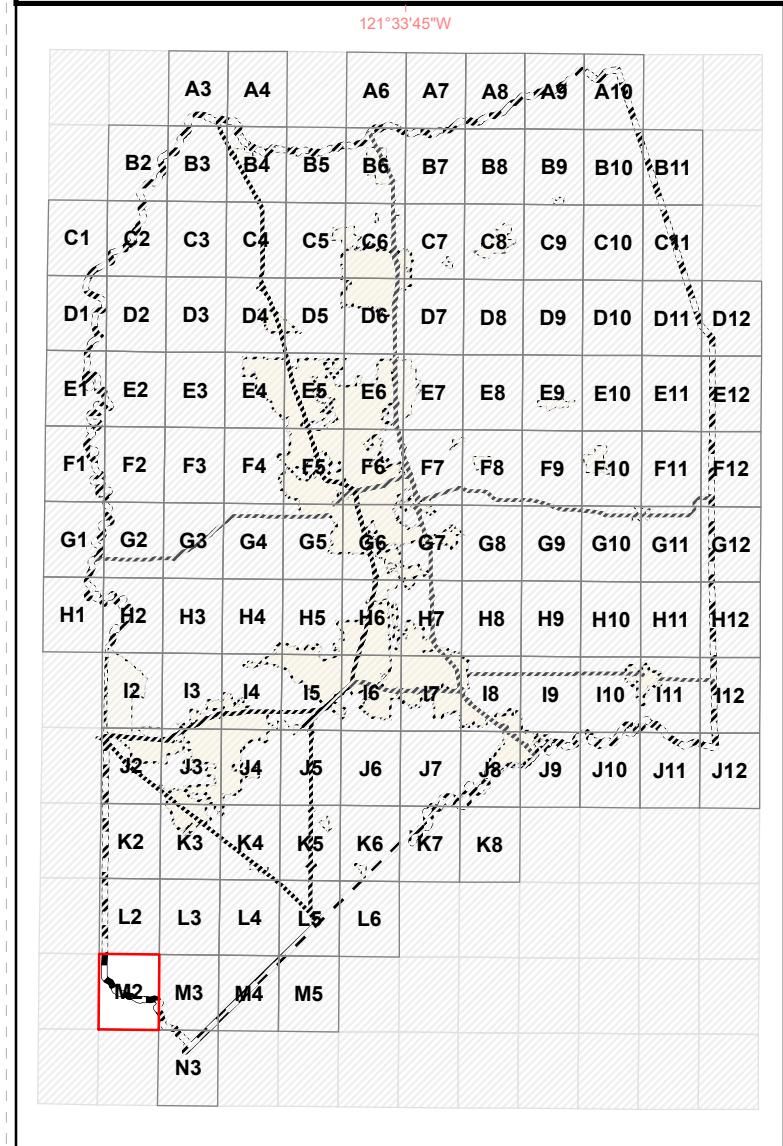 121°33'45"W
A3 A4 A6 A7 A8 A9 A10
B2 B3 B4 B5 B6 B7 B8 B9 B10 B11
C1 C2 C3 C4 C5 C6 C7 C8 C9 C10 C11
D1 D2 D3 D4 D5 D6 D7 D8 D9 D10 D11 D12
E1 E2 E3 E4 E5 E6 E7 E8 E9 E10 E11 E12
F1 F2 F3 F4 F5 F6 F7 F8 F9 F10 F11 F12
G1 G2 G3 G4 G5 G6 G7 G8 G9 G10 G11 G12
H1 H2 H3 H4 H5 H6 H7 H8 H9 H10 H11 H12
I2 I3 I4 I5 I6 I7 I8 I9 I10 I11 I12
J2 J3 J4 J5 J6 J7 J8 J9 J10 J11 J12
K2 K3 K4 K5 K6 K7 K8
L2 L3 L4 L5 L6
M2 M3 M4 M5
N3